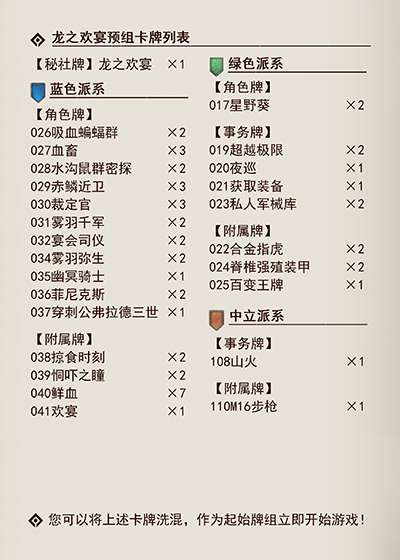 龙之欢宴预组卡牌列表
【秘社牌】龙之欢宴 ×1
蓝色派系
【角色牌】
026吸血蝙蝠群 ×2
027血畜 ×3
028水沟鼠群密探 ×2
029赤鳞近卫 ×3
030裁定官 ×3
031雾羽千军 ×2
032宴会司仪 ×2
034雾羽弥生 ×2
035幽冥骑士 ×1
036菲尼克斯 ×2
037穿刺公弗拉德三世 ×1
【附属牌】
038掠食时刻 ×2
039恫吓之瞳 ×2
040鲜血 ×7
041欢宴 ×1
绿色派系
【角色牌】
017星野葵 ×2
【事务牌】
019超越极限 ×2
020夜巡 ×1
021获取装备 ×1
023私人军械库 ×2
【附属牌】
022合金指虎 ×2
024脊椎强殖装甲 ×2
025百变王牌 ×1
中立派系
【事务牌】
108山火 ×1
【附属牌】
110M16步枪 ×1
您可以将上述卡牌洗混，作为起始牌组立即开始游戏！